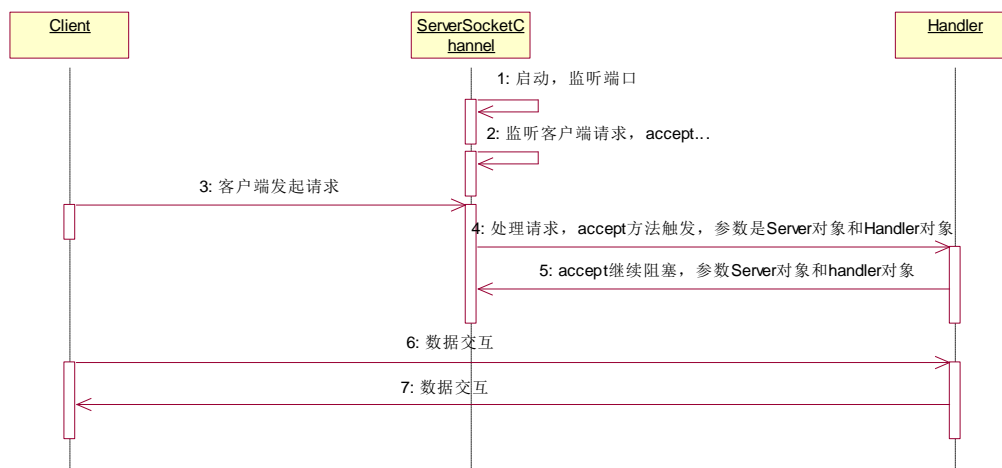 Client
ServerSocketC
hannel
Handler
1: 启动，监听端口
2: 监听客户端请求，accept...
3: 客户端发起请求
4: 处理请求，accept方法触发，参数是Server对象和Handler对象
5: accept继续阻塞，参数Server对象和handler对象
6: 数据交互
7: 数据交互